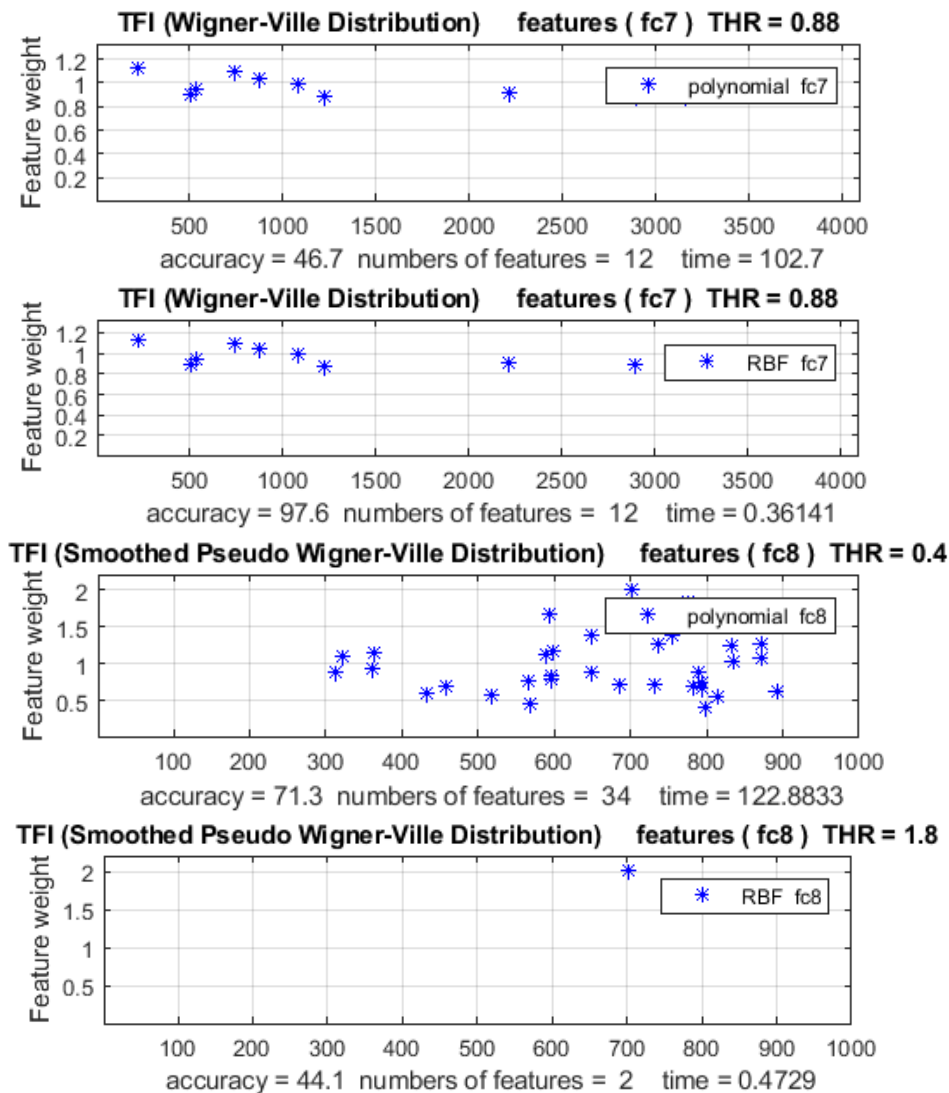 TFI (Wigner-Ville Distribution) features ( fc7 ) THR = 0.88
Feature weight
1.2
1
0.8
0.6
0.4
0.2
polynomial fc7
500 1000 1500 2000 2500 3000 3500 4000
accuracy = 46.7 numbers of features = 12 time = 102.7
TFI (Wigner-Ville Distribution) features ( fc7 ) THR = 0.88
Feature weight
1.2
1
0.8
0.6
0.4
0.2
RBF fc7
500 1000 1500 2000 2500 3000 3500 4000
accuracy = 97.6 numbers of features = 12 time = 0.36141
TFI (Smoothed Pseudo Wigner-Ville Distribution) features ( fc8 ) THR = 0.4
Feature weight
2
1.5
1
0.5
polynomial fc8
100 200 300 400 500 600 700 800 900 1000
accuracy = 71.3 numbers of features = 34 time = 122.8833
TFI (Smoothed Pseudo Wigner-Ville Distribution) features ( fc8 ) THR = 1.8
Feature weight
2
1.5
1
0.5
RBF fc8
100 200 300 400 500 600 700 800 900 1000
accuracy = 44.1 numbers of features = 2 time = 0.4729